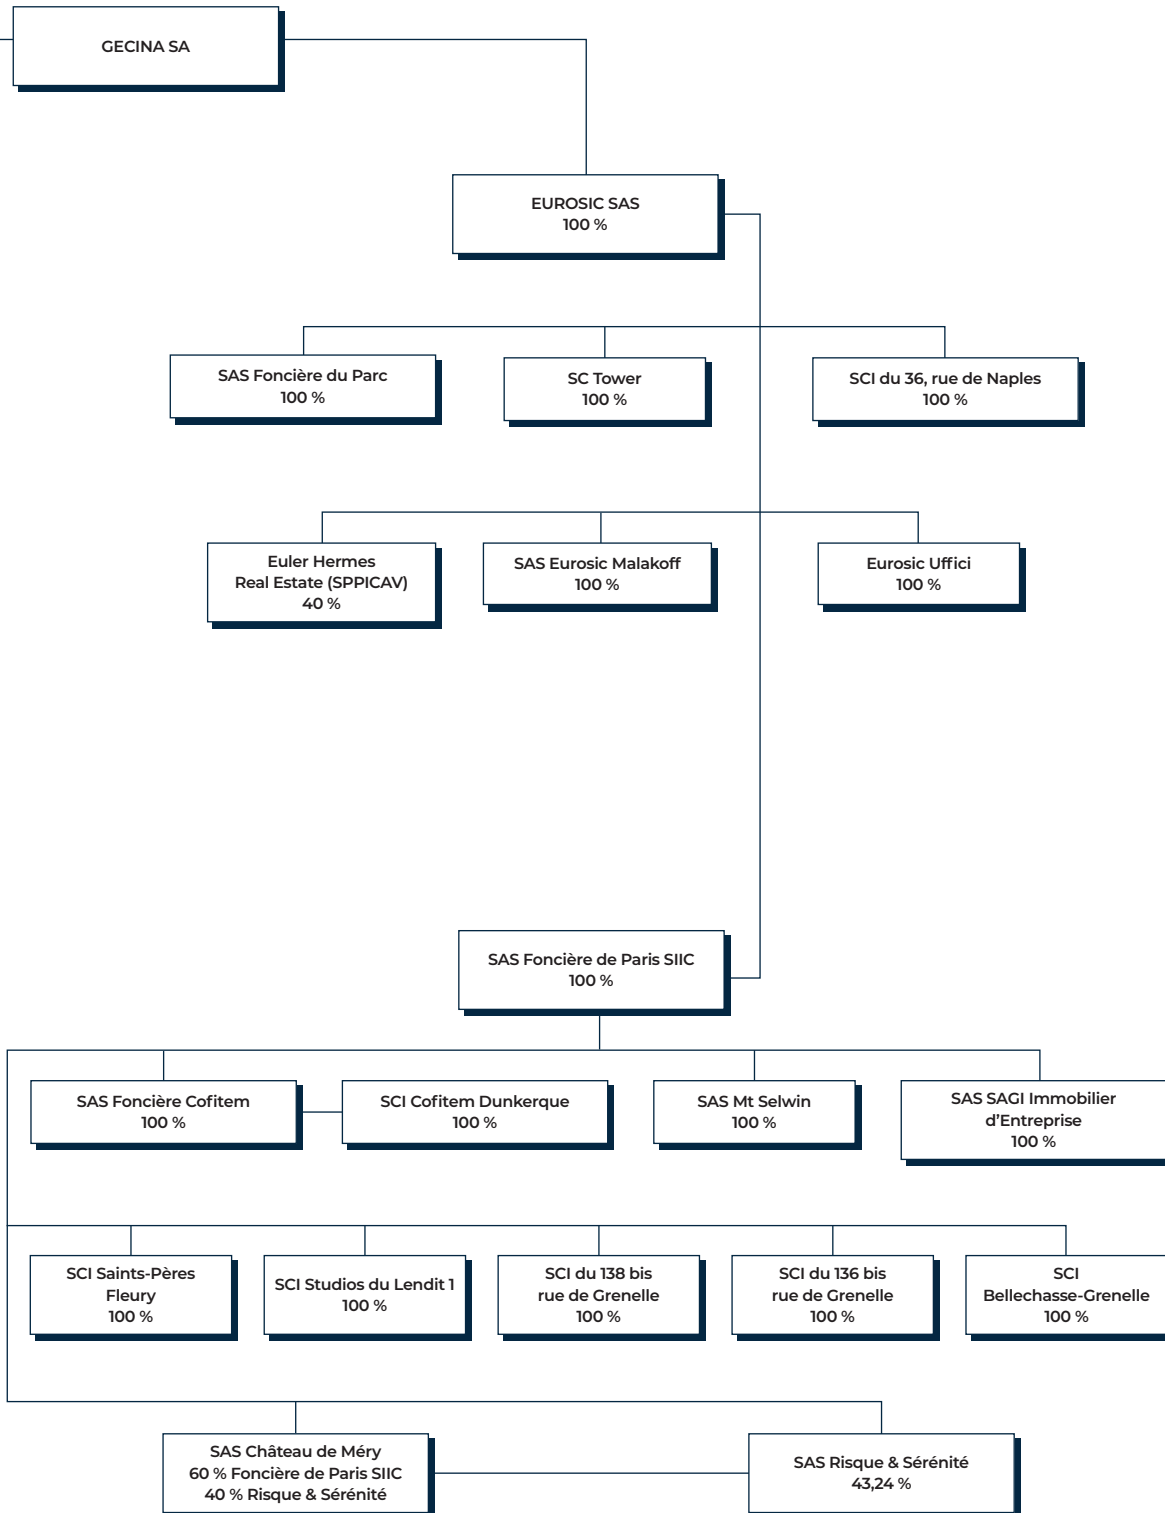 GECINA SA
EUROSIC SAS
100 %
SAS Foncière du Parc
100 %
SC Tower
100 %
SCI du 36, rue de Naples
100 %
Euler Hermes
Real Estate (SPPICAV)
40 %
SAS Eurosic Malakoff
100 %
Eurosic Uffici
100 %
SAS Foncière de Paris SIIC
100 %
SAS Foncière Cofitem
100 %
SCI Cofitem Dunkerque
100 %
SAS Mt Selwin
100 %
SAS SAGI Immobilier
d’Entreprise
100 %
SCI Saints-Pères
Fleury
100 %
SCI Studios du Lendit 1
100 %
SCI du 138 bis
rue de Grenelle
100 %
SCI du 136 bis
rue de Grenelle
100 %
SCI
Bellechasse-Grenelle
100 %
SAS Château de Méry
60 % Foncière de Paris SIIC
40 % Risque & Sérénité
SAS Risque & Sérénité
43,24 %